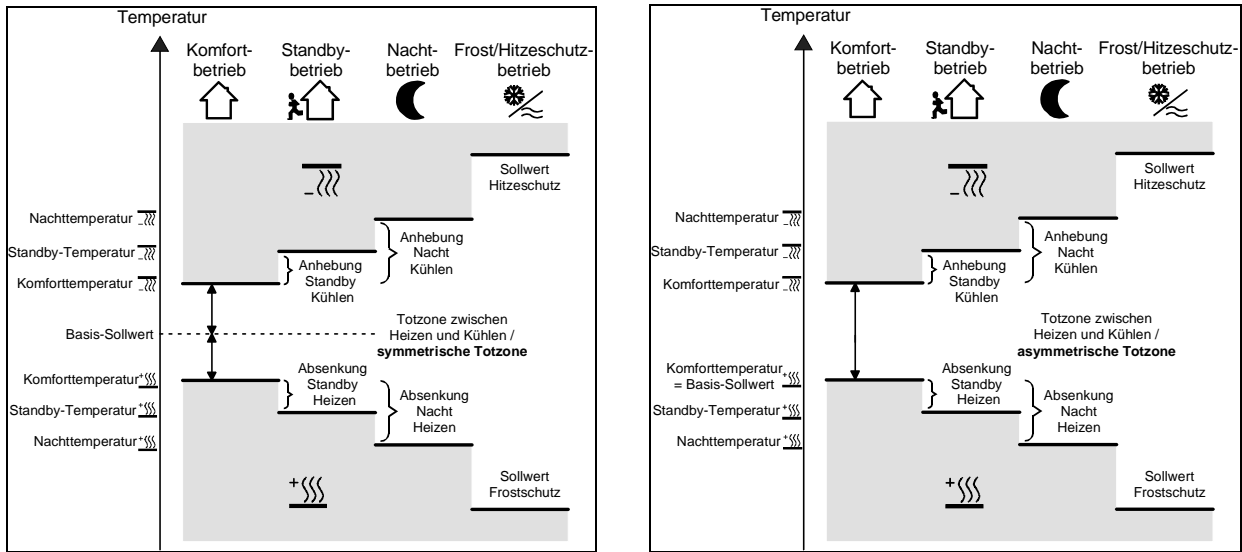 Temperatur
Komfort-
betrieb
Standby-
betrieb
Nacht-
betrieb
Frost/Hitzeschutz-
betrieb
Sollwert
Hitzeschutz
Nachttemperatur
Anhebung
Nacht
Kühlen
Standby-Temperatur
Anhebung
Standby
Kühlen
Komforttemperatur
Basis-Sollwert
Totzone zwischen
Heizen und Kühlen /
symmetrische Totzone
Komforttemperatur
Absenkung
Standby
Heizen
Standby-Temperatur
Absenkung
Nacht
Heizen
Nachttemperatur
Sollwert
Frostschutz
Temperatur
Komfort-
betrieb
Standby-
betrieb
Nacht-
betrieb
Frost/Hitzeschutz-
betrieb
Sollwert
Hitzeschutz
Nachttemperatur
Anhebung
Nacht
Kühlen
Standby-Temperatur
Anhebung
Standby
Kühlen
Komforttemperatur
Totzone zwischen
Heizen und Kühlen /
asymmetrische Totzone
Komforttemperatur
= Basis-Sollwert
Absenkung
Standby
Heizen
Standby-Temperatur
Absenkung
Nacht
Heizen
Nachttemperatur
Sollwert
Frostschutz